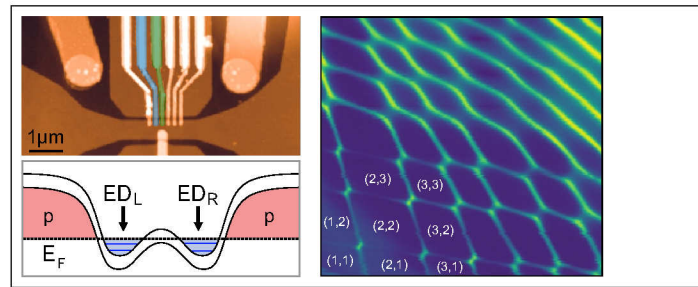 1μm
ED_L
ED_R
p
p
E_F
(2,3)
(3,3)
(1,2)
(2,2)
(3,2)
(1,1)
(2,1)
(3,1)